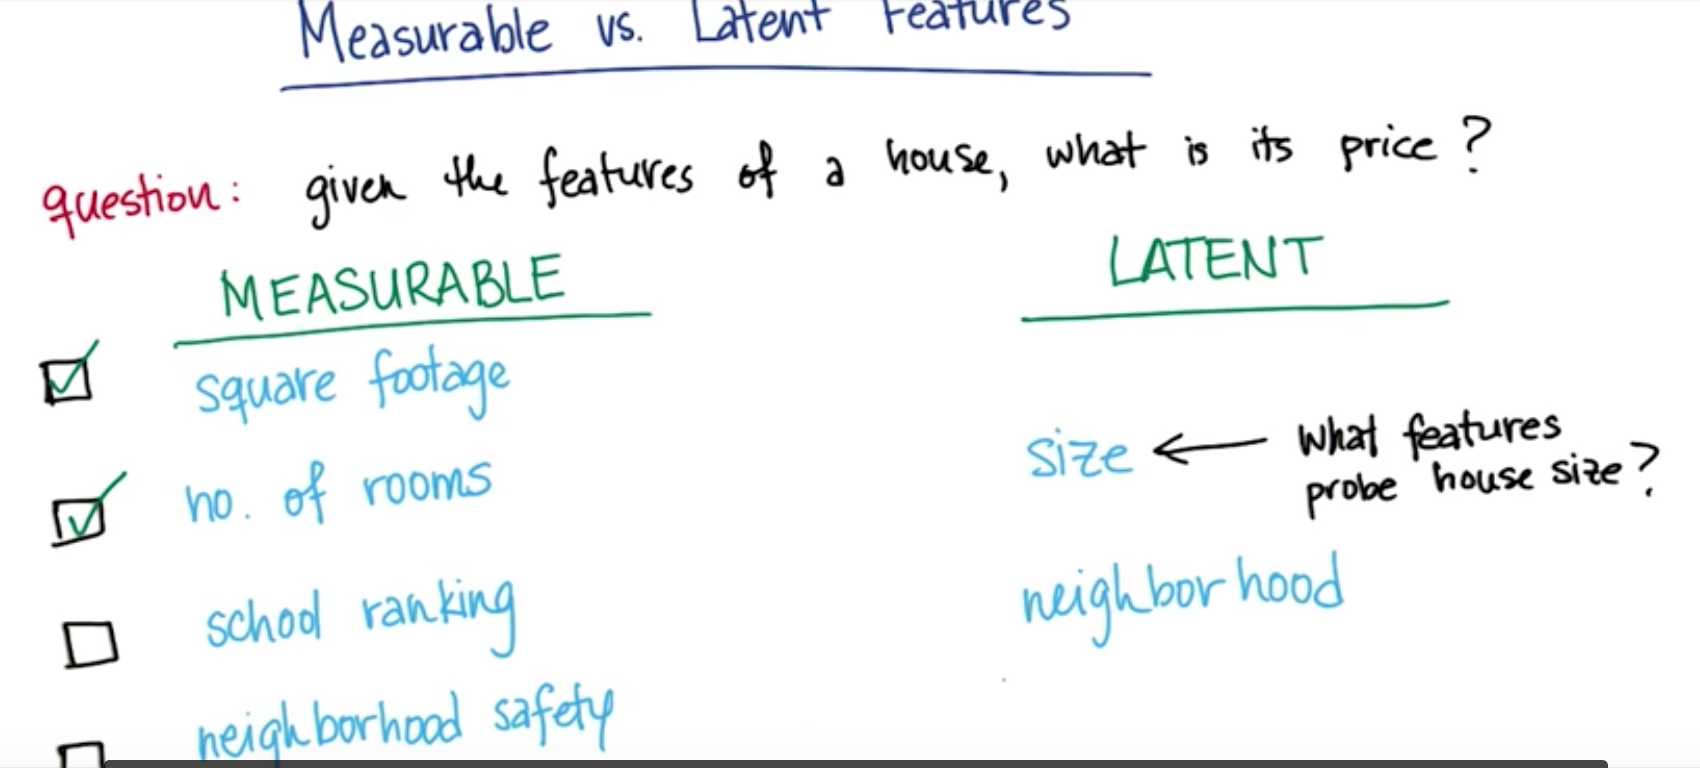 Measurable vs. Latent Features
question: given the features of a house, what is its price?
MEASURABLE
LATENT
square footage
no. of rooms
school ranking
neighborhood safety
size ← What features
probe house size?
neighborhood